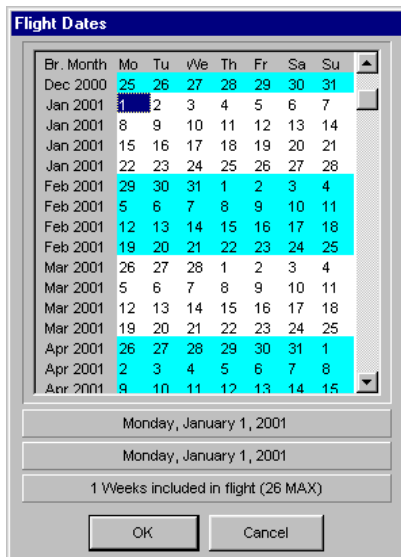 Flight Dates
Br. Month Mo Tu We Th Fr Sa Su
Dec 2000 25 26 27 28 29 30 31
Jan 2001 1 2 3 4 5 6 7
Jan 2001 8 9 10 11 12 13 14
Jan 2001 15 16 17 18 19 20 21
Jan 2001 22 23 24 25 26 27 28
Feb 2001 29 30 31 1 2 3 4
Feb 2001 5 6 7 8 9 10 11
Feb 2001 12 13 14 15 16 17 18
Feb 2001 19 20 21 22 23 24 25
Mar 2001 26 27 28 1 2 3 4
Mar 2001 5 6 7 8 9 10 11
Mar 2001 12 13 14 15 16 17 18
Mar 2001 19 20 21 22 23 24 25
Apr 2001 26 27 28 29 30 31 1
Apr 2001 2 3 4 5 6 7 8
Apr 2001 9 10 11 12 13 14 15
Monday, January 1, 2001
Monday, January 1, 2001
1 Weeks included in flight (26 MAX)
OK Cancel